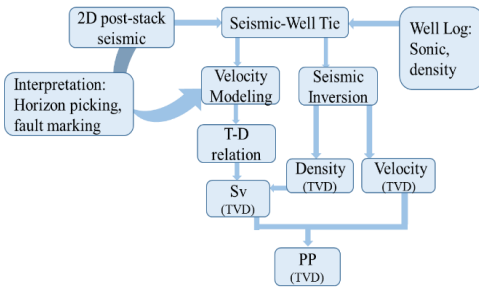 2D post-stack
seismic
Seismic-Well Tie
Well Log:
Sonic,
density
Interpretation:
Horizon picking,
fault marking
Velocity
Modeling
Seismic
Inversion
T-D
relation
Density
(TVD)
Velocity
(TVD)
Sv
(TVD)
PP
(TVD)